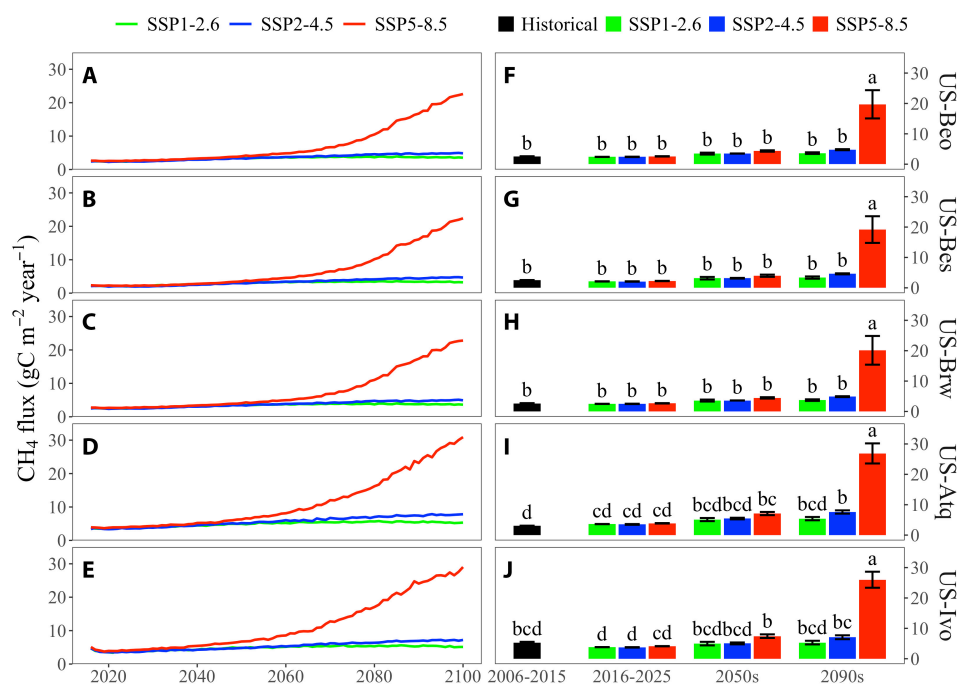 SSP1-2.6 SSP2-4.5 SSP5-8.5
Historical SSP1-2.6 SSP2-4.5 SSP5-8.5
CH₄ flux (gC m⁻² year⁻¹)
A
30
20
10
0
B
30
20
10
0
C
30
20
10
0
D
30
20
10
0
E
30
20
10
0
2020 2040 2060 2080 2100
F
b b b b b b b b b a
30
20
10
0
US-Beo
G
b b b b b b b b b a
30
20
10
0
US-Bes
H
b b b b b b b b b a
30
20
10
0
US-Brw
I
d cd cd cd bcd bcd bc bcd b a
30
20
10
0
US-Atq
J
bcd d d cd bcd bcd b bcd bc a
30
20
10
0
US-Ivo
2006-2015 2016-2025 2050s 2090s